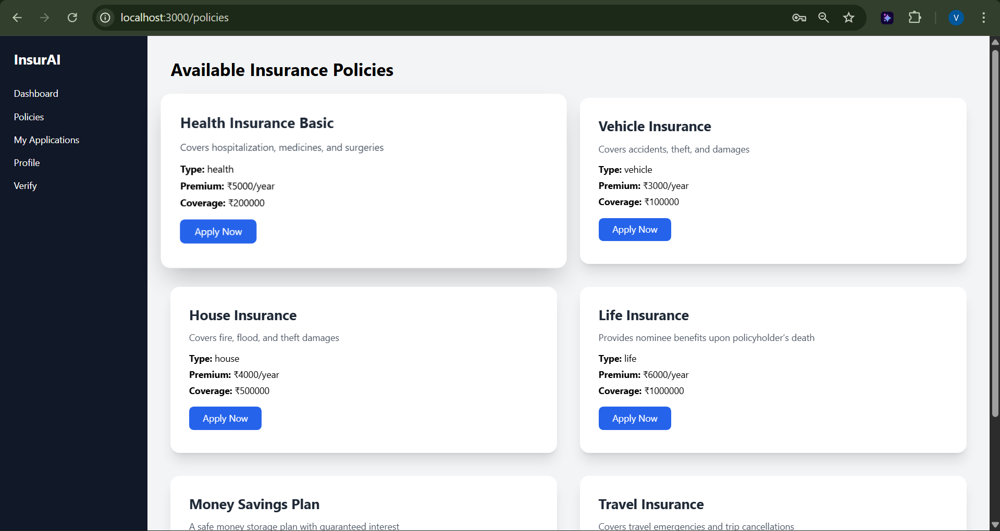 localhost:3000/policies
V
InsurAI
Dashboard
Policies
My Applications
Profile
Verify
Available Insurance Policies
Health Insurance Basic
Covers hospitalization, medicines, and surgeries
Type: health
Premium: ₹5000/year
Coverage: ₹200000
Apply Now
Vehicle Insurance
Covers accidents, theft, and damages
Type: vehicle
Premium: ₹3000/year
Coverage: ₹100000
Apply Now
House Insurance
Covers fire, flood, and theft damages
Type: house
Premium: ₹4000/year
Coverage: ₹500000
Apply Now
Life Insurance
Provides nominee benefits upon policyholder’s death
Type: life
Premium: ₹6000/year
Coverage: ₹1000000
Apply Now
Money Savings Plan
A safe money storage plan with guaranteed interest
Travel Insurance
Covers travel emergencies and trip cancellations